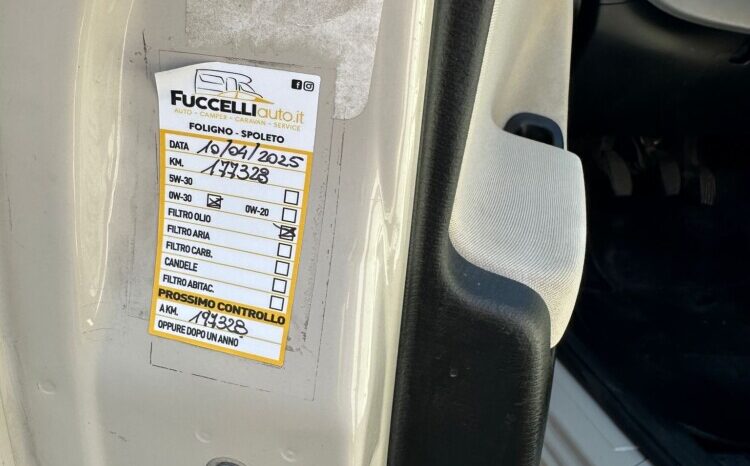 FUCCELLIauto.it
AUTO - CAMPER - CARAVAN - SERVICE
FOLIGNO - SPOLETO
DATA 10/04/2025
KM. 177328
5W-30
0W-30 0W-20
FILTRO OLIO
FILTRO ARIA
FILTRO CARB.
CANDELE
FILTRO ABITAC.
PROSSIMO CONTROLLO
A KM. 197328
OPPURE DOPO UN ANNO